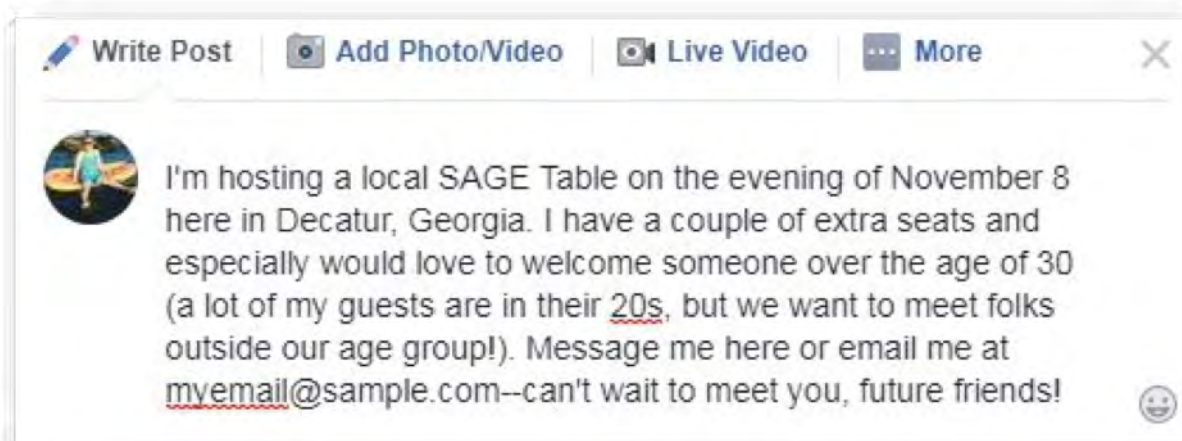 Write Post Add Photo/Video Live Video More
I'm hosting a local SAGE Table on the evening of November 8
here in Decatur, Georgia. I have a couple of extra seats and
especially would love to welcome someone over the age of 30
(a lot of my guests are in their 20s, but we want to meet folks
outside our age group!). Message me here or email me at
myemail@sample.com--can't wait to meet you, future friends!